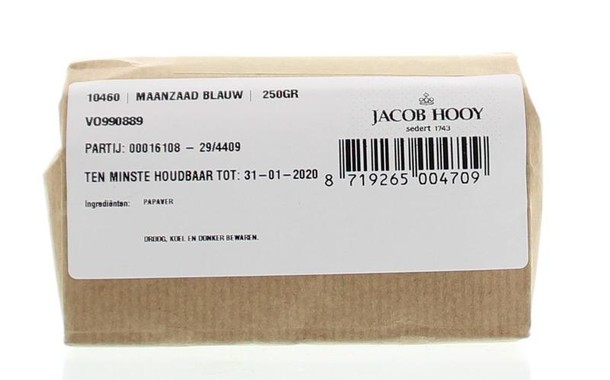 10460 | MAANZAAD BLAUW | 250GR
VO990889
PARTIJ: 00016108 – 29/4409
TEN MINSTE HOUDBAAR TOT: 31-01-2020
Ingrediënten: PAPAVER
DROOG, KOEL EN DONKER BEWAREN.
JACOB HOOY
sedert 1743
8 719265 004709